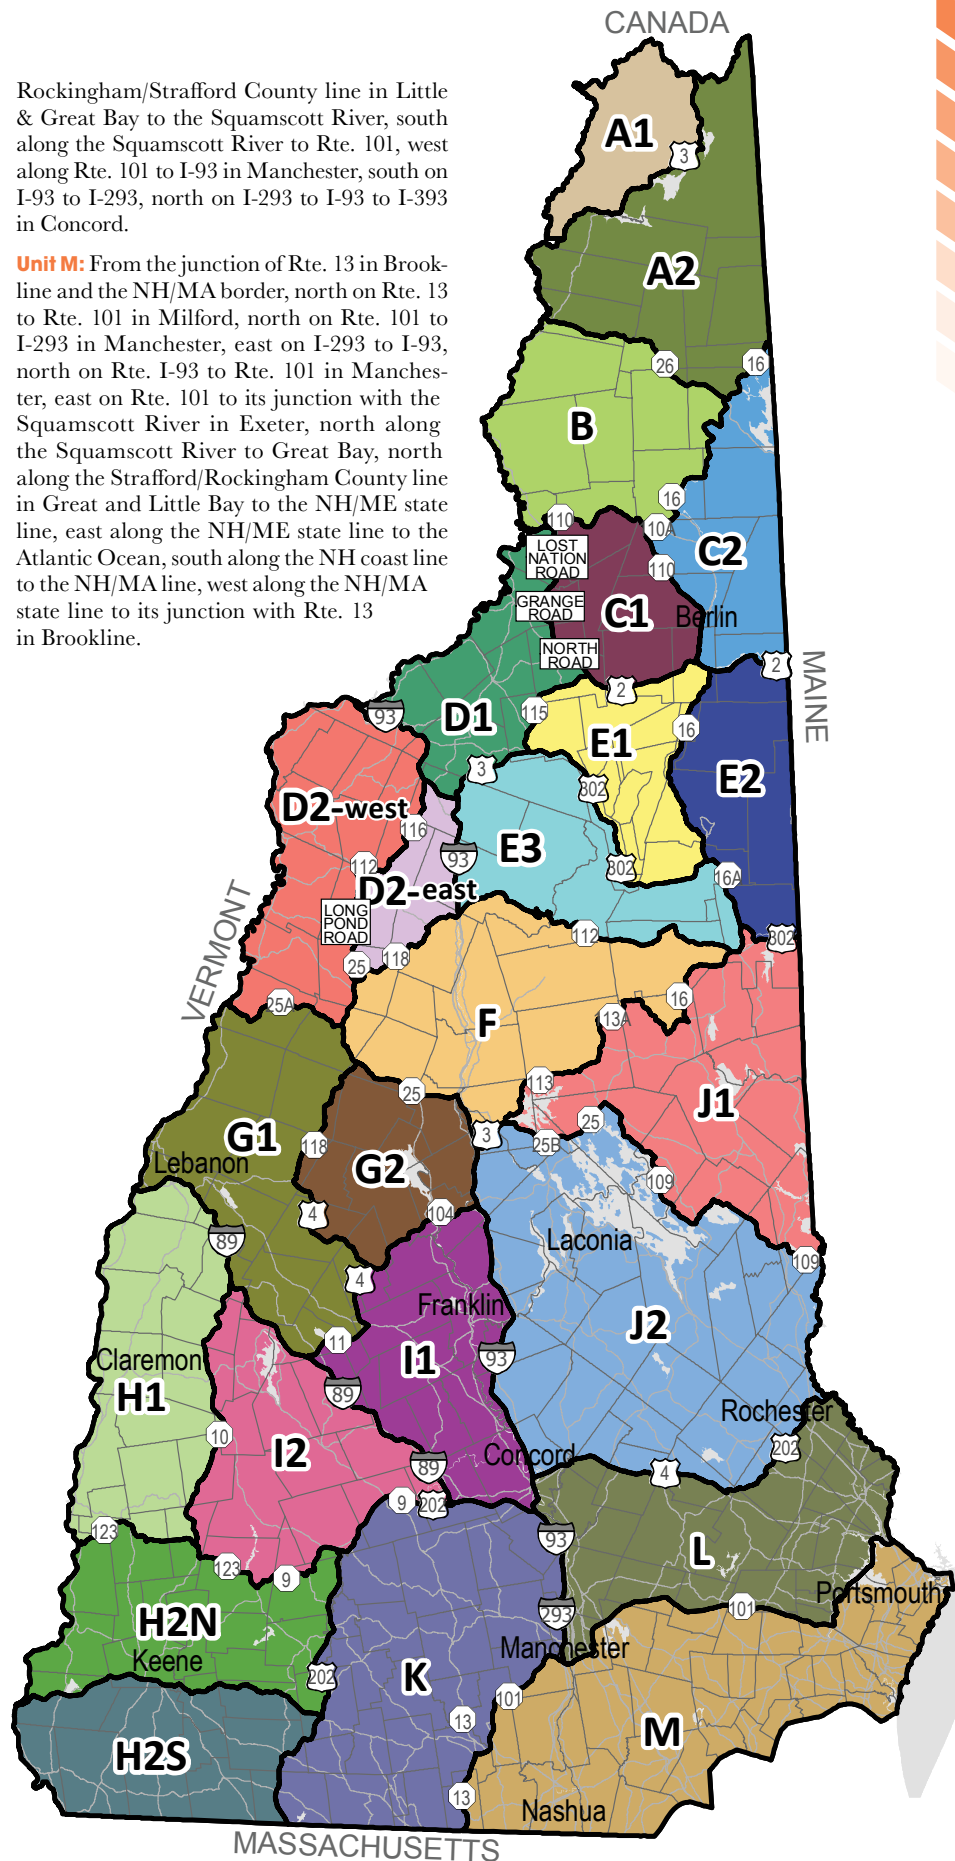 CANADA
Rockingham/Strafford County line in Little
& Great Bay to the Squamscott River, south
along the Squamscott River to Rte. 101, west
along Rte. 101 to I-93 in Manchester, south on
I-93 to I-293, north on I-293 to I-93 to I-393
in Concord.
Unit M: From the junction of Rte. 13 in Brook-
line and the NH/MA border, north on Rte. 13
to Rte. 101 in Milford, north on Rte. 101 to
I-293 in Manchester, east on I-293 to I-93,
north on Rte. I-93 to Rte. 101 in Manches-
ter, east on Rte. 101 to its junction with the
Squamscott River in Exeter, north along
the Squamscott River to Great Bay, north
along the Strafford/Rockingham County line
in Great and Little Bay to the NH/ME state
line, east along the NH/ME state line to the
Atlantic Ocean, south along the NH coast line
to the NH/MA line, west along the NH/MA
state line to its junction with Rte. 13
in Brookline.
A1
3
A2
26
16
B
16
110
10A
C2
LOST
NATION
ROAD
110
GRANGE
ROAD
C1
Berlin
NORTH
ROAD
2
2
MAINE
93
D1
115
E1
16
3
302
E2
D2-west
116
E3
93
112
302
16A
D2-east
LONG
POND
ROAD
VERMONT
112
302
118
25
25A
16
F
13A
113
25
J1
25
3
25B
G1
118
G2
Lebanon
109
4
104
89
Laconia
109
4
Franklin
J2
11
I1
93
Claremon
89
H1
Rochester
10
202
I2
Concord
89
4
9
202
123
93
L
123
9
Portsmouth
101
293
H2N
Manchester
Keene
202
K
101
13
M
H2S
13
Nashua
MASSACHUSETTS